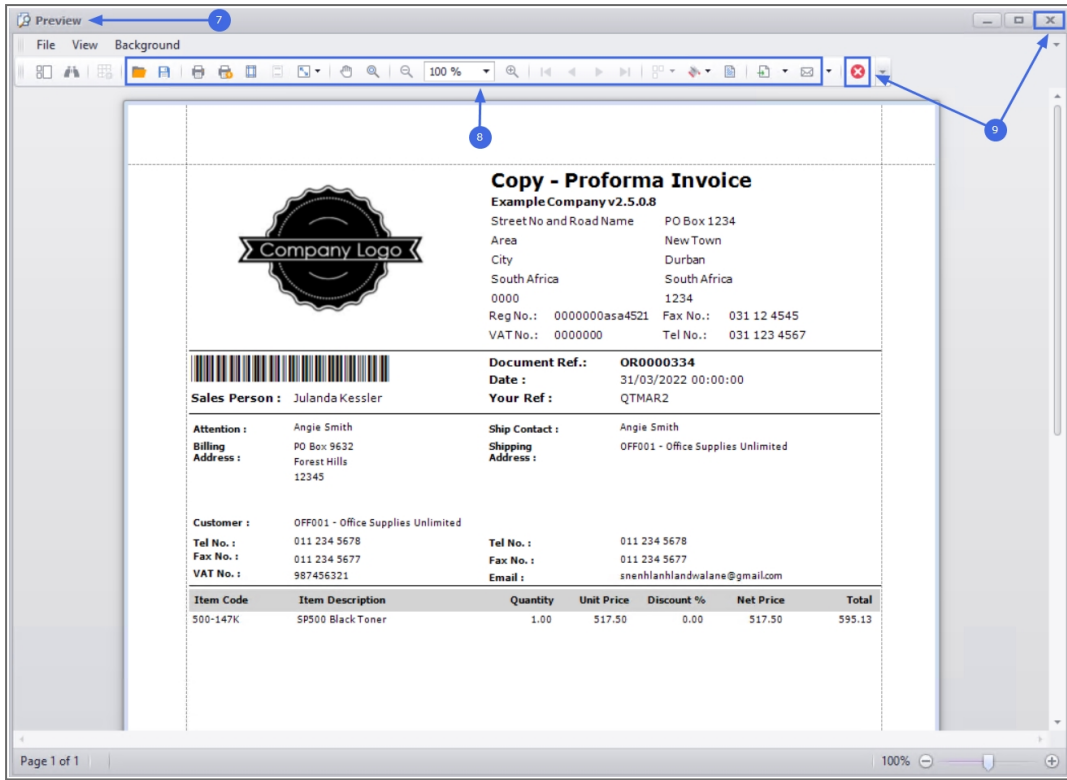 Preview
7
File View Background
100 %
8
9
Copy - Proforma Invoice
Example Company v2.5.0.8
Company Logo
Street No and Road Name PO Box 1234
Area New Town
City Durban
South Africa South Africa
0000 1234
Reg No.: 0000000asa4521 Fax No.: 031 12 4545
VAT No.: 0000000 Tel No.: 031 123 4567
Document Ref.: OR0000334
Date : 31/03/2022 00:00:00
Sales Person : Julanda Kessler Your Ref : QTMAR2
Attention : Angie Smith Ship Contact : Angie Smith
Billing Address : PO Box 9632 Shipping Address : OFF001 - Office Supplies Unlimited
Forest Hills
12345
Customer : OFF001 - Office Supplies Unlimited
Tel No. : 011 234 5678 Tel No. : 011 234 5678
Fax No. : 011 234 5677 Fax No. : 011 234 5677
VAT No. : 987456321 Email : snenhlanhlandwalane@gmail.com
Item Code Item Description Quantity Unit Price Discount % Net Price Total
500-147K SP500 Black Toner 1.00 517.50 0.00 517.50 595.13
Page 1 of 1 100%